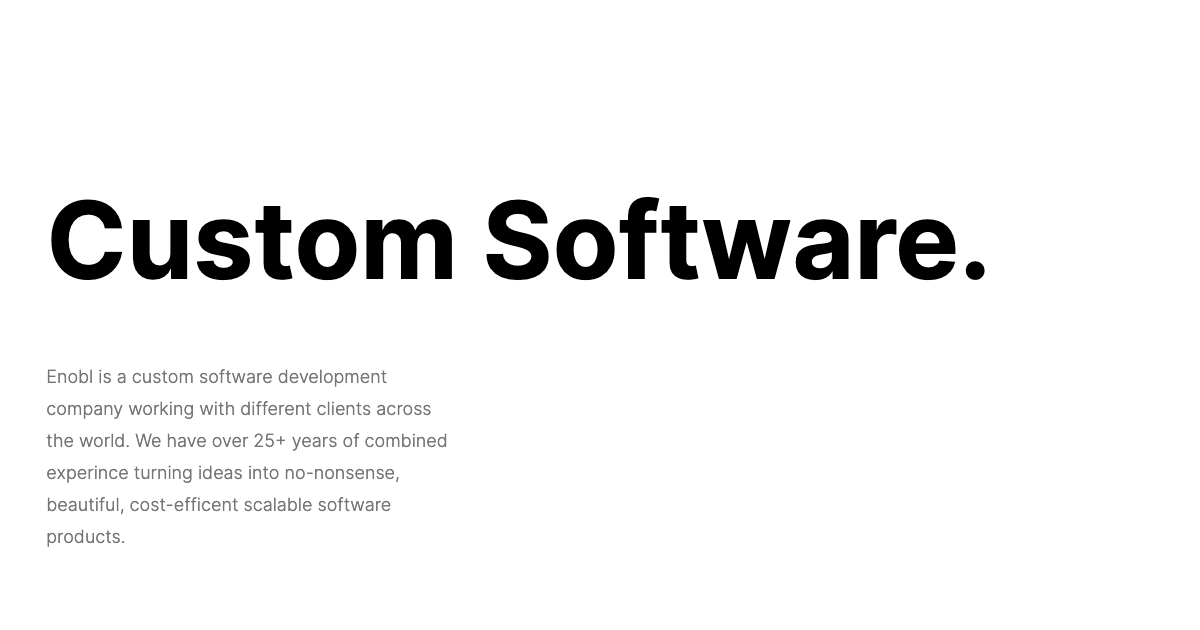 Custom Software.
Enobl is a custom software development
company working with different clients across
the world. We have over 25+ years of combined
experince turning ideas into no-nonsense,
beautiful, cost-efficent scalable software
products.